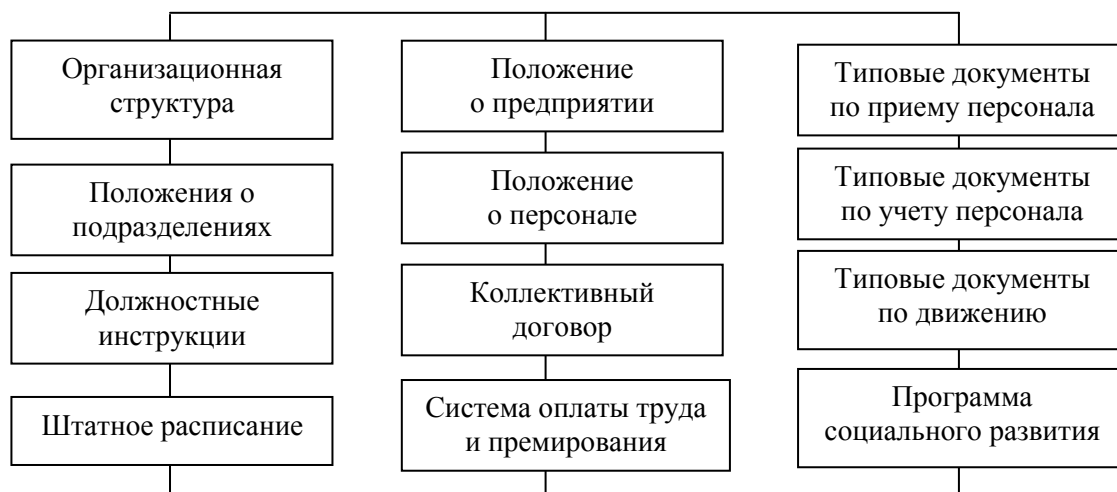 Организационная
структура
Положения о
подразделениях
Должностные
инструкции
Штатное расписание
Положение
о предприятии
Положение
о персонале
Коллективный
договор
Система оплаты труда
и премирования
Типовые документы
по приему персонала
Типовые документы
по учету персонала
Типовые документы
по движению
Программа
социального развития